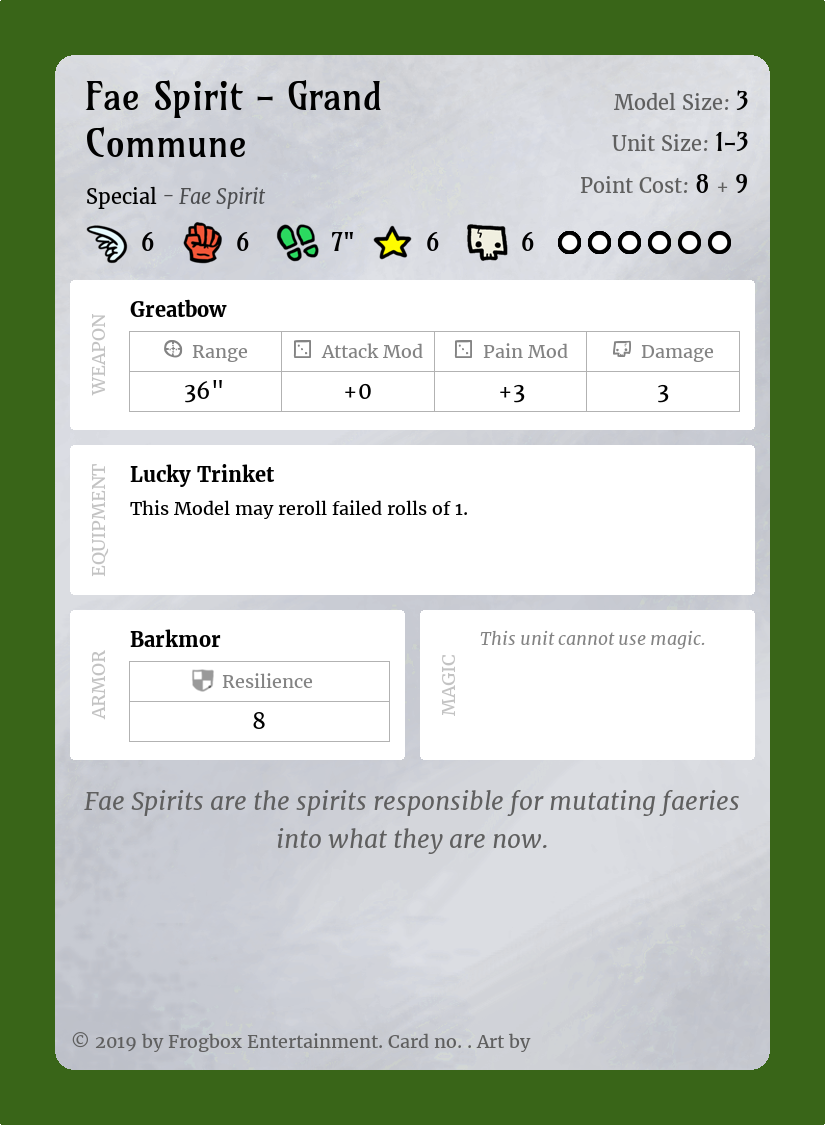 Fae Spirit – Grand
Commune
Model Size: 3
Unit Size: 1–3
Point Cost: 8 + 9
Special – Fae Spirit
6 6 7" 6 6
WEAPON
Greatbow
Range Attack Mod Pain Mod Damage
36" +0 +3 3
EQUIPMENT
Lucky Trinket
This Model may reroll failed rolls of 1.
ARMOR
Barkmor
Resilience
8
MAGIC
This unit cannot use magic.
Fae Spirits are the spirits responsible for mutating faeries
into what they are now.
© 2019 by Frogbox Entertainment. Card no. . Art by